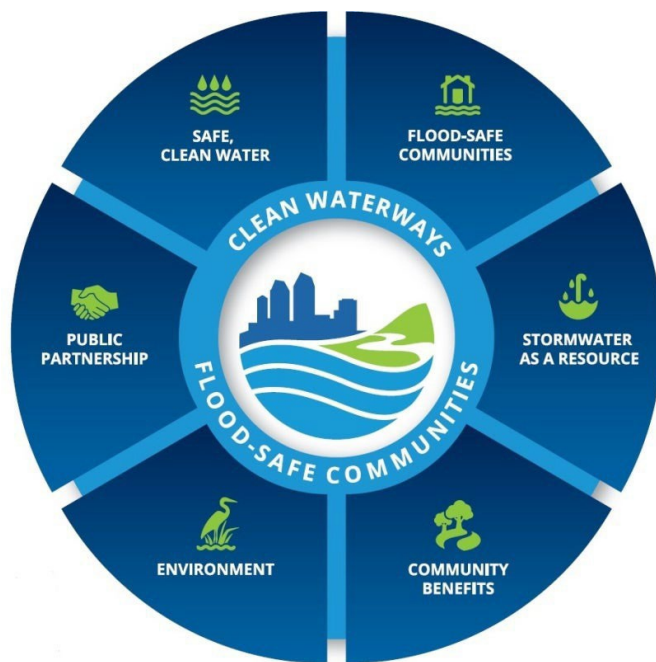 SAFE,
CLEAN WATER
FLOOD-SAFE
COMMUNITIES
CLEAN WATERWAYS
PUBLIC
PARTNERSHIP
STORMWATER
AS A RESOURCE
FLOOD-SAFE COMMUNITIES
ENVIRONMENT
COMMUNITY
BENEFITS